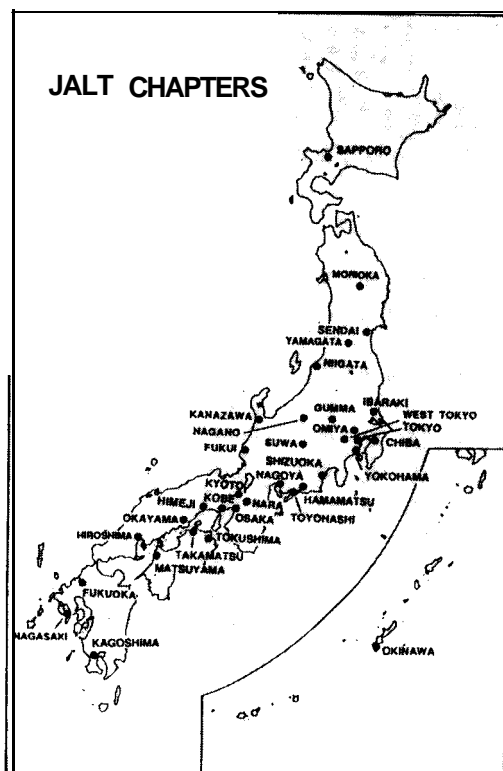 JALT CHAPTERS
SAPPORO
MORIOKA
SENDAI
YAMAGATA
NIIGATA
IBARAKI
KANAZAWA
GUMMA
WEST TOKYO
NAGANO
OMIYA
TOKYO
FUKUI
SUWA
CHIBA
SHIZUOKA
YOKOHAMA
NAGOYA
KYOTO
HAMAMATSU
HIMEJI
KOBE
NARA
TOYOHASHI
OKAYAMA
OSAKA
HIROSHIMA
TOKUSHIMA
TAKAMATSU
MATSUYAMA
FUKUOKA
NAGASAKI
KAGOSHIMA
OKINAWA